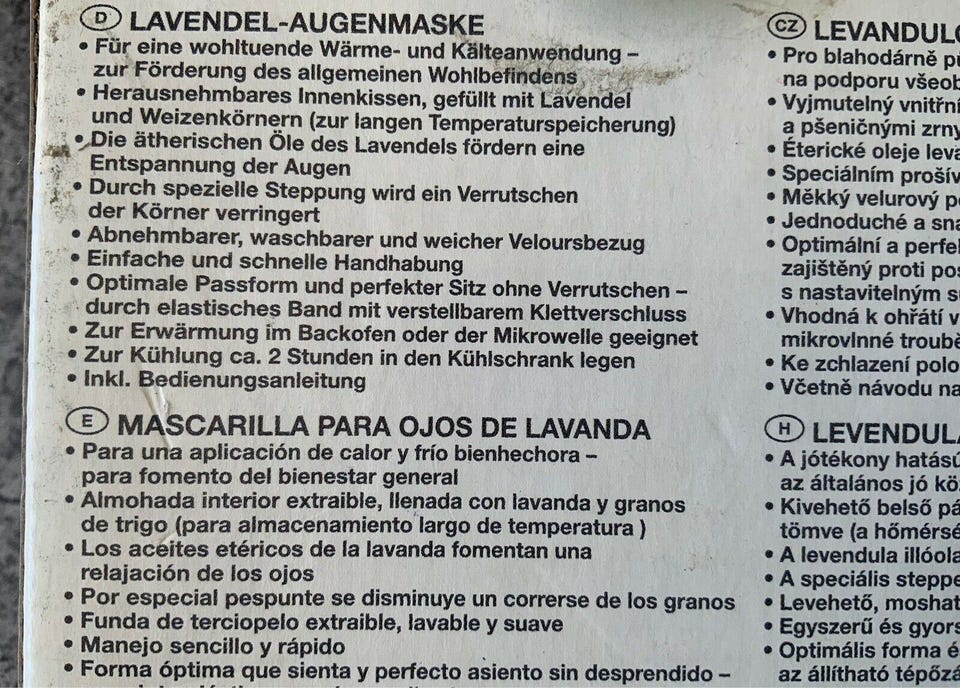 D LAVENDEL-AUGENMASKE
• Für eine wohltuende Wärme- und Kälteanwendung –
zur Förderung des allgemeinen Wohlbefindens
• Herausnehmbares Innenkissen, gefüllt mit Lavendel
und Weizenkörnern (zur langen Temperaturspeicherung)
• Die ätherischen Öle des Lavendels fördern eine
Entspannung der Augen
• Durch spezielle Steppung wird ein Verrutschen
der Körner verringert
• Abnehmbarer, waschbarer und weicher Veloursbezug
• Einfache und schnelle Handhabung
• Optimale Passform und perfekter Sitz ohne Verrutschen –
durch elastisches Band mit verstellbarem Klettverschluss
• Zur Erwärmung im Backofen oder der Mikrowelle geeignet
• Zur Kühlung ca. 2 Stunden in den Kühlschrank legen
• Inkl. Bedienungsanleitung
E MASCARILLA PARA OJOS DE LAVANDA
• Para una aplicación de calor y frío bienhechora –
para fomento del bienestar general
• Almohada interior extraible, llenada con lavanda y granos
de trigo (para almacenamiento largo de temperatura )
• Los aceites etéricos de la lavanda fomentan una
relajación de los ojos
• Por especial pespunte se disminuye un correrse de los granos
• Funda de terciopelo extraible, lavable y suave
• Manejo sencillo y rápido
• Forma óptima que sienta y perfecto asiento sin desprendido –
CZ LEVANDULO
• Pro blahodárně
na podporu všeob
• Vyjmutelný vnitřní
a pšeničnými zrny
• Éterické oleje leva
• Speciálním prošív
• Měkký velurový
• Jednoduché a sna
• Optimální a perfe
zajištěný proti pos
s nastavitelným
• Vhodná k ohřátí v
mikrovlnné troubě
• Ke zchlazení polo
• Včetně návodu na
H LEVENDULA
• A jótékony hatású
az általános jó kö
• Kivehető belső pá
tömve (a hőmérsé
• A levendula illóola
• A speciális steppe
• Levehető, moshat
• Egyszerű és gyors
• Optimális forma é
az állítható tépőzá